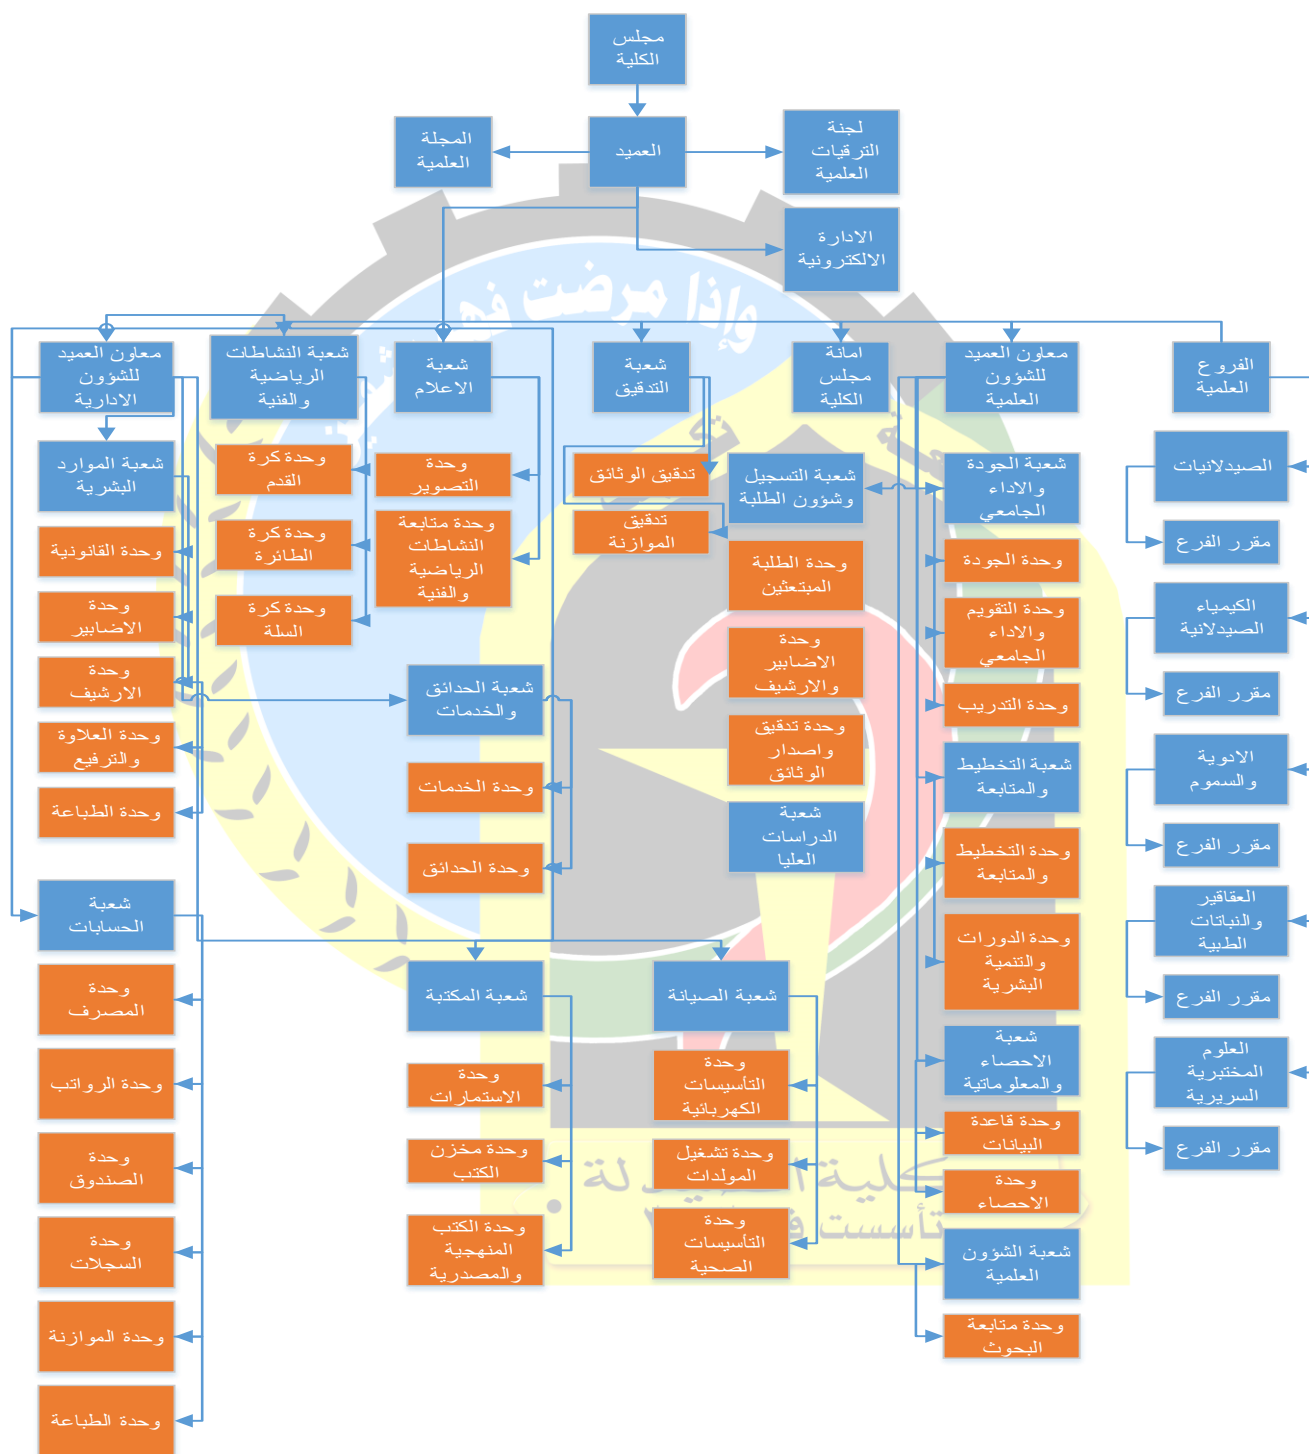 مجلس
الكلية
العميد
لجنة
الترقيات
العلمية
المجلة
العلمية
الادارة
الالكترونية
وإذا مرضت
الفروع
العلمية
معاون العميد
للشؤون
العلمية
امانة
مجلس
الكلية
شعبة
التدقيق
شعبة
الاعلام
شعبة النشاطات
الرياضية
والفنية
معاون العميد
للشؤون
الادارية
الصيدلانيات
مقرر الفرع
الكيمياء
الصيدلانية
مقرر الفرع
الادوية
والسموم
مقرر الفرع
العقاقير
والنباتات
الطبية
مقرر الفرع
العلوم
المختبرية
السريرية
مقرر الفرع
شعبة الجودة
والاداء
الجامعي
وحدة الجودة
وحدة التقويم
والاداء
الجامعي
وحدة التدريب
شعبة التخطيط
والمتابعة
وحدة التخطيط
والمتابعة
وحدة الدورات
والتنمية
البشرية
شعبة
الاحصاء
والمعلوماتية
وحدة قاعدة
البيانات
وحدة
الاحصاء
شعبة الشؤون
العلمية
وحدة متابعة
البحوث
شعبة التسجيل
وشؤون الطلبة
وحدة الطلبة
المبتعثين
وحدة
الاضابير
والارشيف
وحدة تدقيق
واصدار
الوثائق
شعبة
الدراسات
العليا
تدقيق الوثائق
تدقيق
الموازنة
وحدة
التصوير
وحدة متابعة
النشاطات
الرياضية
والفنية
وحدة كرة
القدم
وحدة كرة
الطائرة
وحدة كرة
السلة
شعبة الموارد
البشرية
وحدة القانونية
وحدة
الاضابير
وحدة
الارشيف
وحدة العلاوة
والترفيع
وحدة الطباعة
شعبة الحدائق
والخدمات
وحدة الخدمات
وحدة الحدائق
شعبة
الحسابات
وحدة
المصرف
وحدة الرواتب
وحدة
الصندوق
وحدة
السجلات
وحدة الموازنة
وحدة الطباعة
شعبة الصيانة
وحدة
التأسيسات
الكهربائية
وحدة تشغيل
المولدات
وحدة
التأسيسات
الصحية
شعبة المكتبة
وحدة
الاستمارات
وحدة مخزن
الكتب
وحدة الكتب
المنهجية
والمصدرية
كلية
تأسست